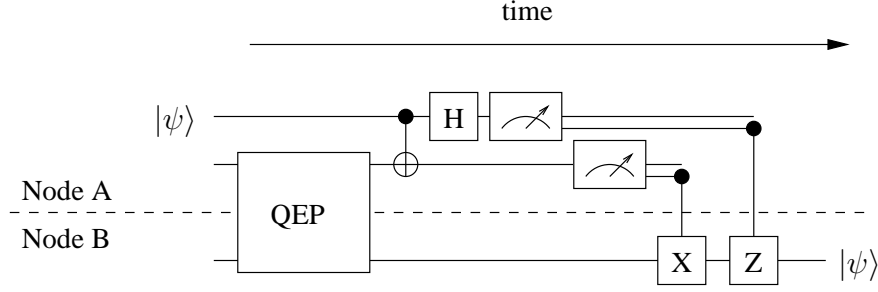 time
|ψ⟩ H
Node A
QEP
Node B
X Z |ψ⟩